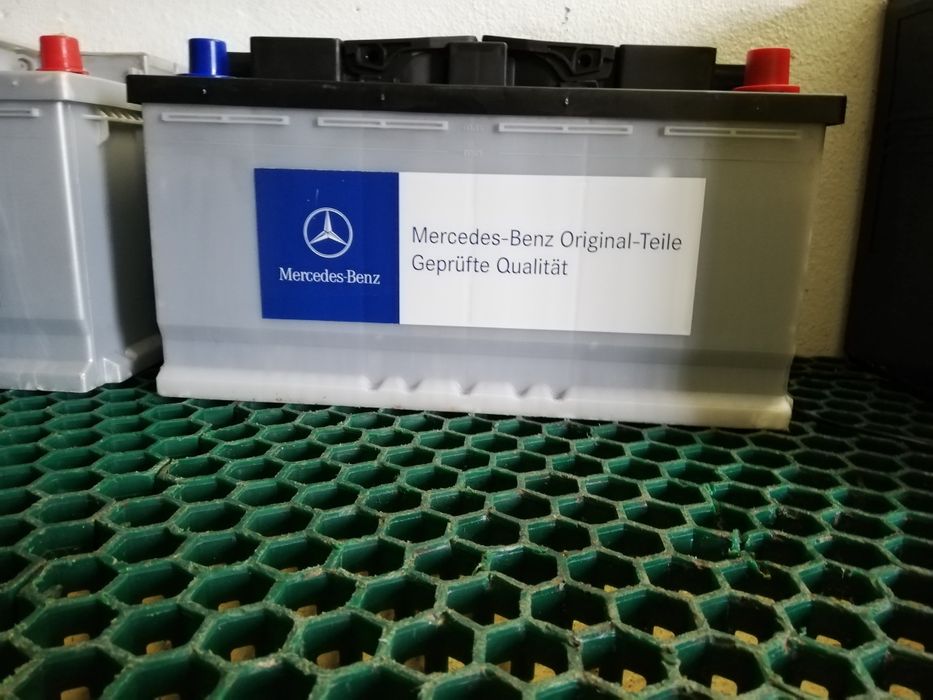 Mercedes-Benz
Mercedes-Benz Original-Teile
Geprüfte Qualität